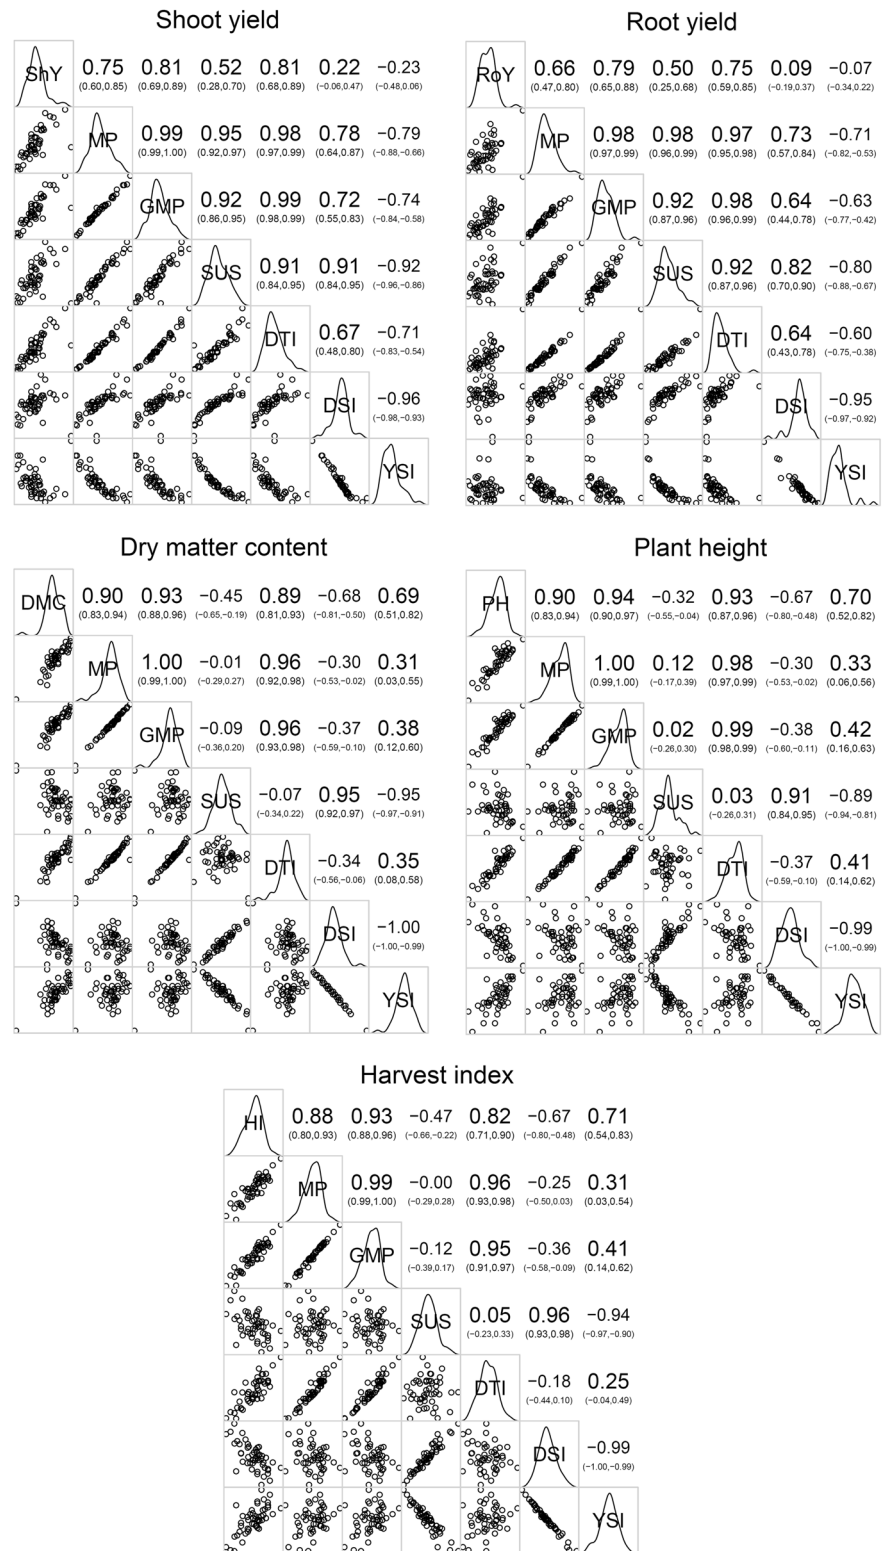 Shoot yield
ShY 0.75 0.81 0.52 0.81 0.22 −0.23
(0.60,0.85) (0.69,0.89) (0.28,0.70) (0.68,0.89) (−0.06,0.47) (−0.48,0.06)
MP 0.99 0.95 0.98 0.78 −0.79
(0.99,1.00) (0.92,0.97) (0.97,0.99) (0.64,0.87) (−0.88,−0.66)
GMP 0.92 0.99 0.72 −0.74
(0.86,0.95) (0.98,0.99) (0.55,0.83) (−0.84,−0.58)
SUS 0.91 0.91 −0.92
(0.84,0.95) (0.84,0.95) (−0.96,−0.86)
DTI 0.67 −0.71
(0.48,0.80) (−0.83,−0.54)
DSI −0.96
(−0.98,−0.93)
YSI
Root yield
RoY 0.66 0.79 0.50 0.75 0.09 −0.07
(0.47,0.80) (0.65,0.88) (0.25,0.68) (0.59,0.85) (−0.19,0.37) (−0.34,0.22)
MP 0.98 0.98 0.97 0.73 −0.71
(0.97,0.99) (0.96,0.99) (0.95,0.98) (0.57,0.84) (−0.82,−0.53)
GMP 0.92 0.98 0.64 −0.63
(0.87,0.96) (0.96,0.99) (0.44,0.78) (−0.77,−0.42)
SUS 0.92 0.82 −0.80
(0.87,0.96) (0.70,0.90) (−0.88,−0.67)
DTI 0.64 −0.60
(0.43,0.78) (−0.75,−0.38)
DSI −0.95
(−0.97,−0.92)
YSI
Dry matter content
DMC 0.90 0.93 −0.45 0.89 −0.68 0.69
(0.83,0.94) (0.88,0.96) (−0.65,−0.19) (0.81,0.93) (−0.81,−0.50) (0.51,0.82)
MP 1.00 −0.01 0.96 −0.30 0.31
(0.99,1.00) (−0.29,0.27) (0.92,0.98) (−0.53,−0.02) (0.03,0.55)
GMP −0.09 0.96 −0.37 0.38
(−0.36,0.20) (0.93,0.98) (−0.59,−0.10) (0.12,0.60)
SUS −0.07 0.95 −0.95
(−0.34,0.22) (0.92,0.97) (−0.97,−0.91)
DTI −0.34 0.35
(−0.56,−0.06) (0.08,0.58)
DSI −1.00
(−1.00,−0.99)
YSI
Plant height
PH 0.90 0.94 −0.32 0.93 −0.67 0.70
(0.83,0.94) (0.90,0.97) (−0.55,−0.04) (0.87,0.96) (−0.80,−0.48) (0.52,0.82)
MP 1.00 0.12 0.98 −0.30 0.33
(0.99,1.00) (−0.17,0.39) (0.97,0.99) (−0.53,−0.02) (0.06,0.56)
GMP 0.02 0.99 −0.38 0.42
(−0.26,0.30) (0.98,0.99) (−0.60,−0.11) (0.16,0.63)
SUS 0.03 0.91 −0.89
(−0.26,0.31) (0.84,0.95) (−0.94,−0.81)
DTI −0.37 0.41
(−0.59,−0.10) (0.14,0.62)
DSI −0.99
(−1.00,−0.99)
YSI
Harvest index
HI 0.88 0.93 −0.47 0.82 −0.67 0.71
(0.80,0.93) (0.88,0.96) (−0.66,−0.22) (0.71,0.90) (−0.80,−0.48) (0.54,0.83)
MP 0.99 −0.00 0.96 −0.25 0.31
(0.99,1.00) (−0.29,0.28) (0.93,0.98) (−0.50,0.03) (0.03,0.54)
GMP −0.12 0.95 −0.36 0.41
(−0.39,0.17) (0.91,0.97) (−0.58,−0.09) (0.14,0.62)
SUS 0.05 0.96 −0.94
(−0.23,0.33) (0.93,0.98) (−0.97,−0.90)
DTI −0.18 0.25
(−0.44,0.10) (−0.04,0.49)
DSI −0.99
(−1.00,−0.99)
YSI